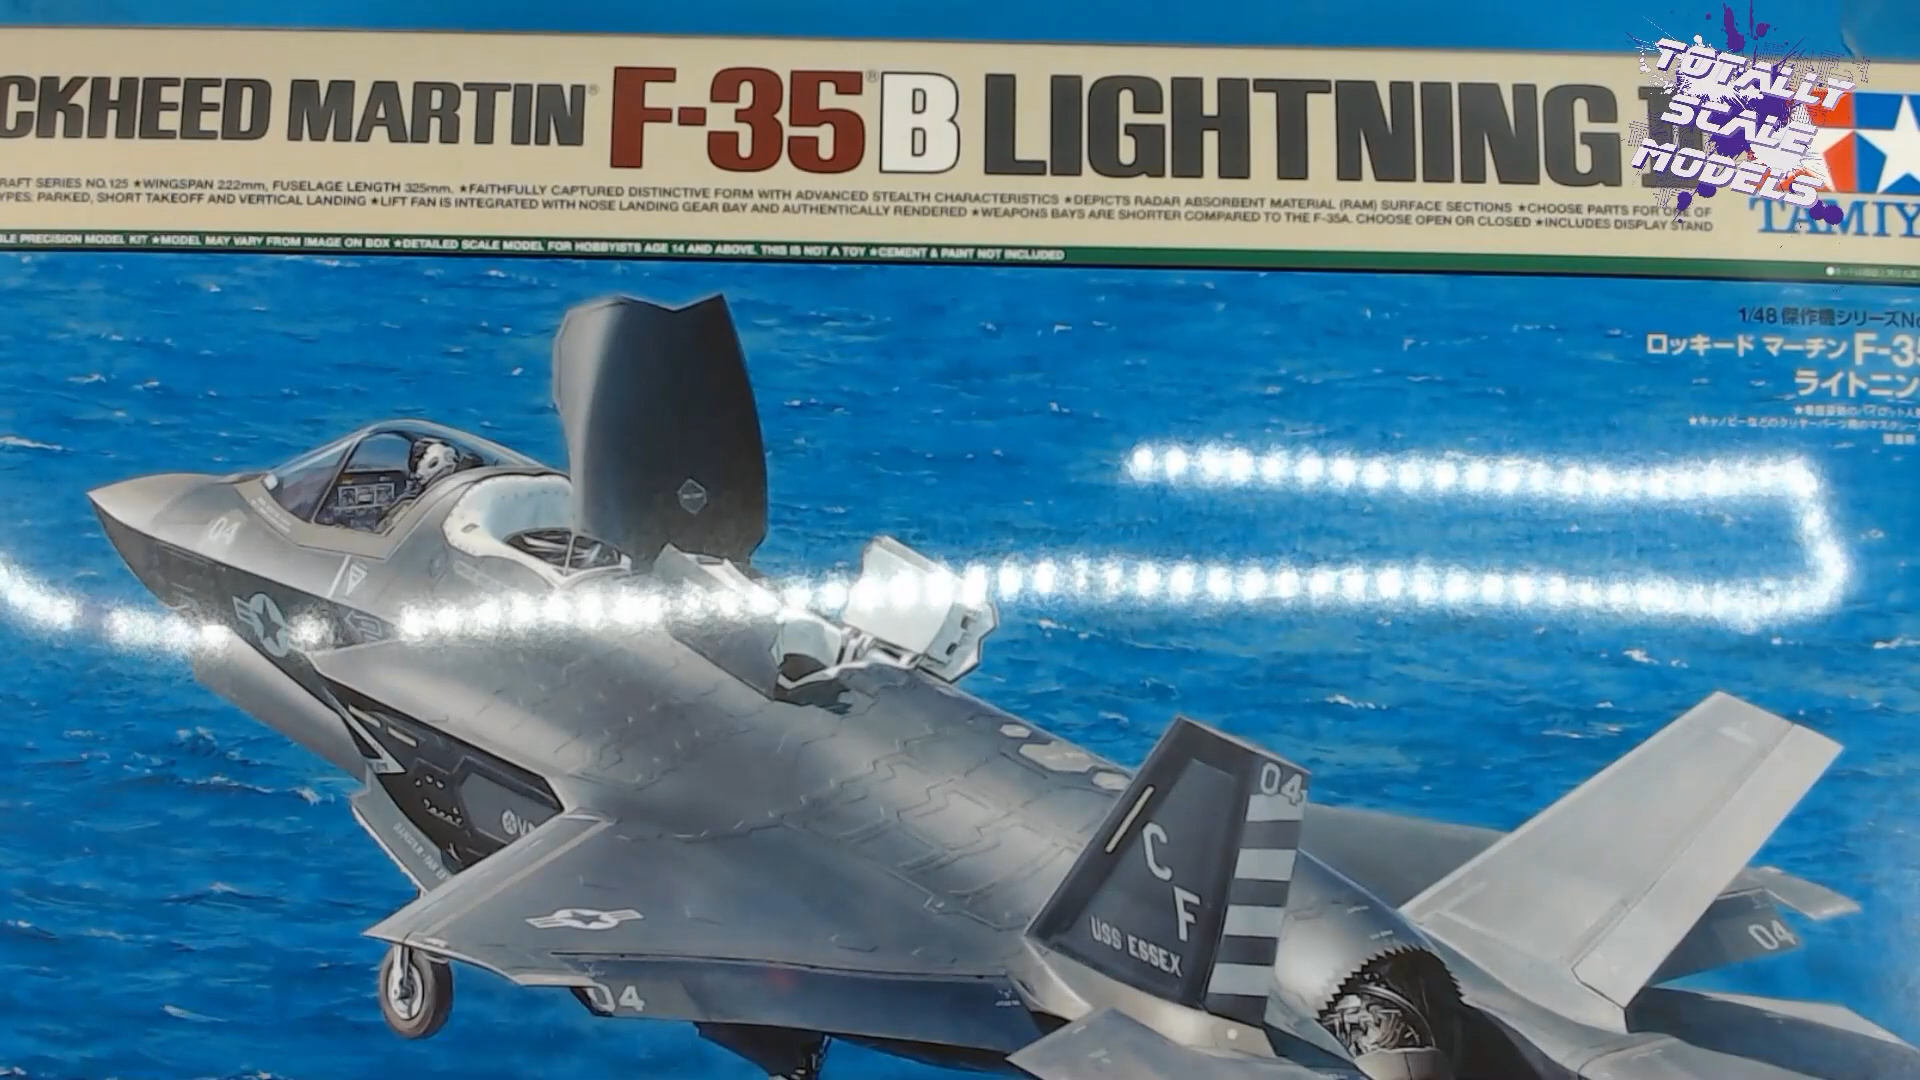 CKHEED MARTIN® F-35®B LIGHTNING
TOTALLY
SCALE
MODELS
TAMIY
RAFT SERIES NO.125 ★WINGSPAN 222mm, FUSELAGE LENGTH 325mm. ★FAITHFULLY CAPTURED DISTINCTIVE FORM WITH ADVANCED STEALTH CHARACTERISTICS ★DEPICTS RADAR ABSORBENT MATERIAL (RAM) SURFACE SECTIONS ★CHOOSE PARTS FOR ONE OF
YPES: PARKED, SHORT TAKEOFF AND VERTICAL LANDING ★LIFT FAN IS INTEGRATED WITH NOSE LANDING GEAR BAY AND AUTHENTICALLY RENDERED ★WEAPONS BAYS ARE SHORTER COMPARED TO THE F-35A. CHOOSE OPEN OR CLOSED ★INCLUDES DISPLAY STAND
LE PRECISION MODEL KIT ★MODEL MAY VARY FROM IMAGE ON BOX ★DETAILED SCALE MODEL FOR HOBBYISTS AGE 14 AND ABOVE. THIS IS NOT A TOY ★CEMENT & PAINT NOT INCLUDED
1/48 傑作機シリーズNo
ロッキード マーチン F-35
ライトニン
04
04
C
F
USS ESSEX
04
04